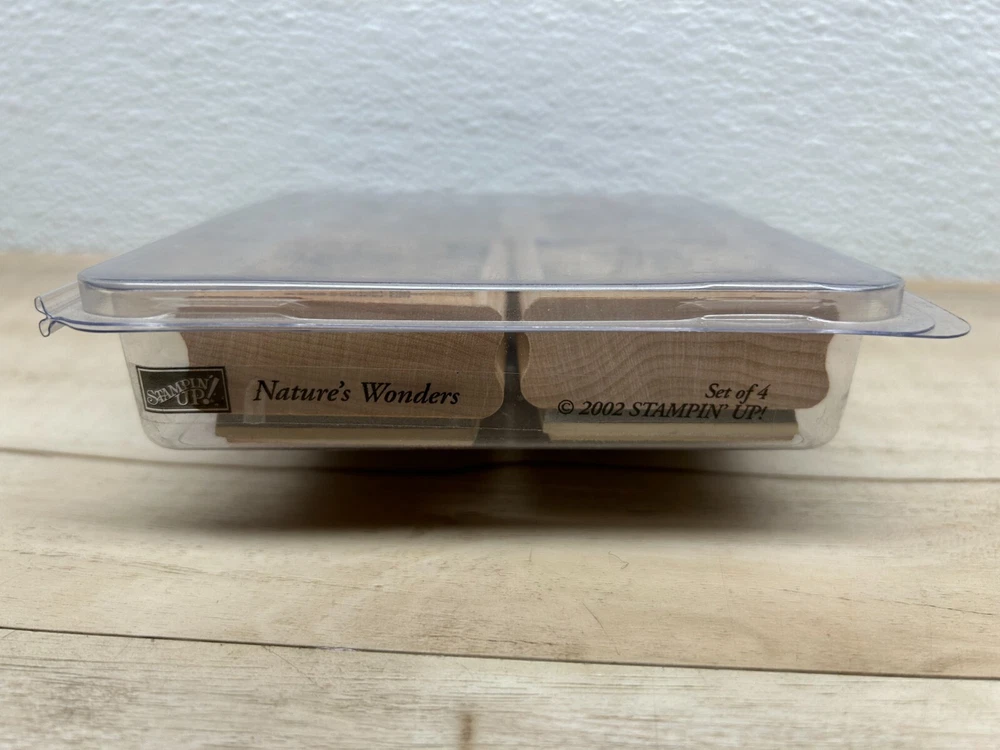 STAMPIN' UP!
Nature's Wonders
Set of 4
© 2002 STAMPIN' UP!